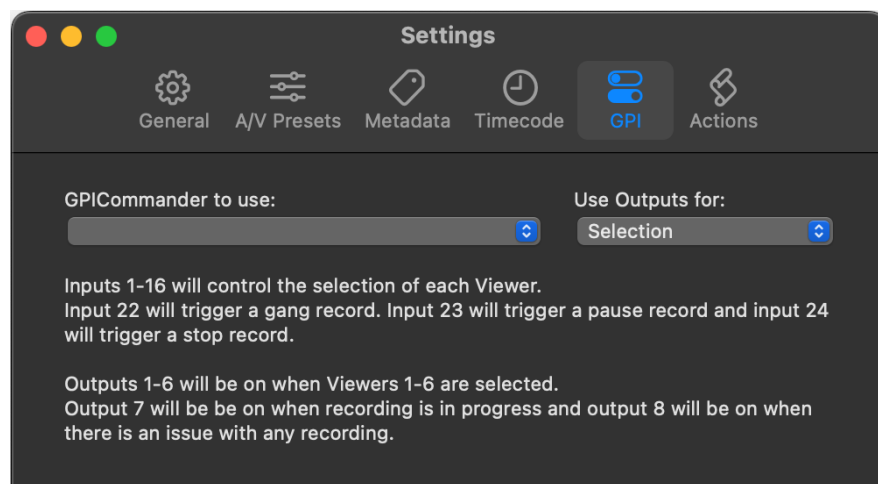 Settings
General
A/V Presets
Metadata
Timecode
GPI
Actions
GPICommander to use:
Use Outputs for:
Selection
Inputs 1-16 will control the selection of each Viewer.
Input 22 will trigger a gang record. Input 23 will trigger a pause record and input 24
will trigger a stop record.
Outputs 1-6 will be on when Viewers 1-6 are selected.
Output 7 will be be on when recording is in progress and output 8 will be on when
there is an issue with any recording.